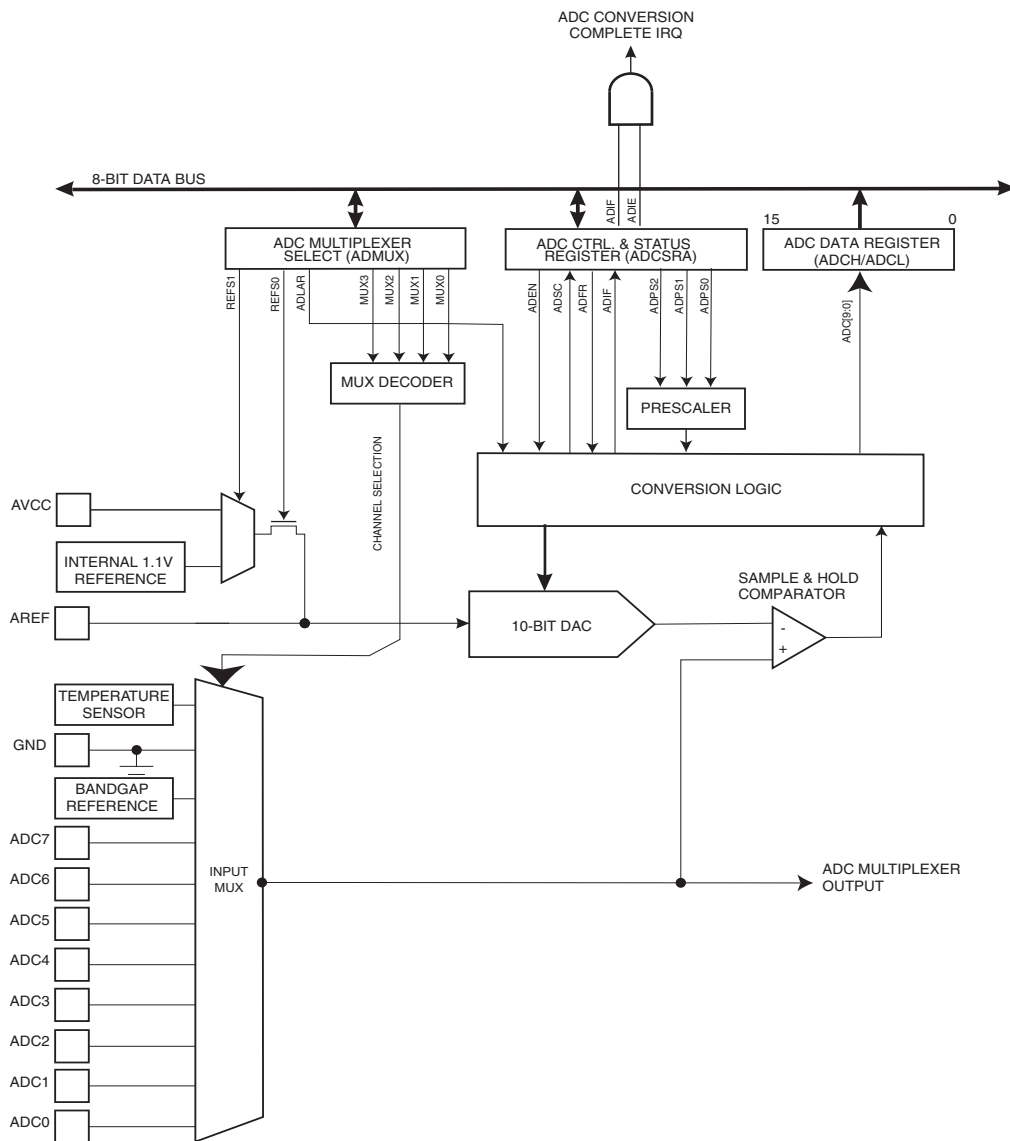 ADC CONVERSION
COMPLETE IRQ
8-BIT DATA BUS
ADIF
ADIE
15
0
ADC MULTIPLEXER
SELECT (ADMUX)
ADC CTRL. & STATUS
REGISTER (ADCSRA)
ADC DATA REGISTER
(ADCH/ADCL)
REFS1
REFS0
ADLAR
MUX3
MUX2
MUX1
MUX0
ADEN
ADSC
ADFR
ADIF
ADPS2
ADPS1
ADPS0
ADC[9:0]
MUX DECODER
PRESCALER
CHANNEL SELECTION
CONVERSION LOGIC
AVCC
INTERNAL 1.1V
REFERENCE
SAMPLE & HOLD
COMPARATOR
AREF
10-BIT DAC
-
+
TEMPERATURE
SENSOR
GND
BANDGAP
REFERENCE
ADC7
ADC6
ADC5
ADC4
ADC3
ADC2
ADC1
ADC0
INPUT
MUX
ADC MULTIPLEXER
OUTPUT